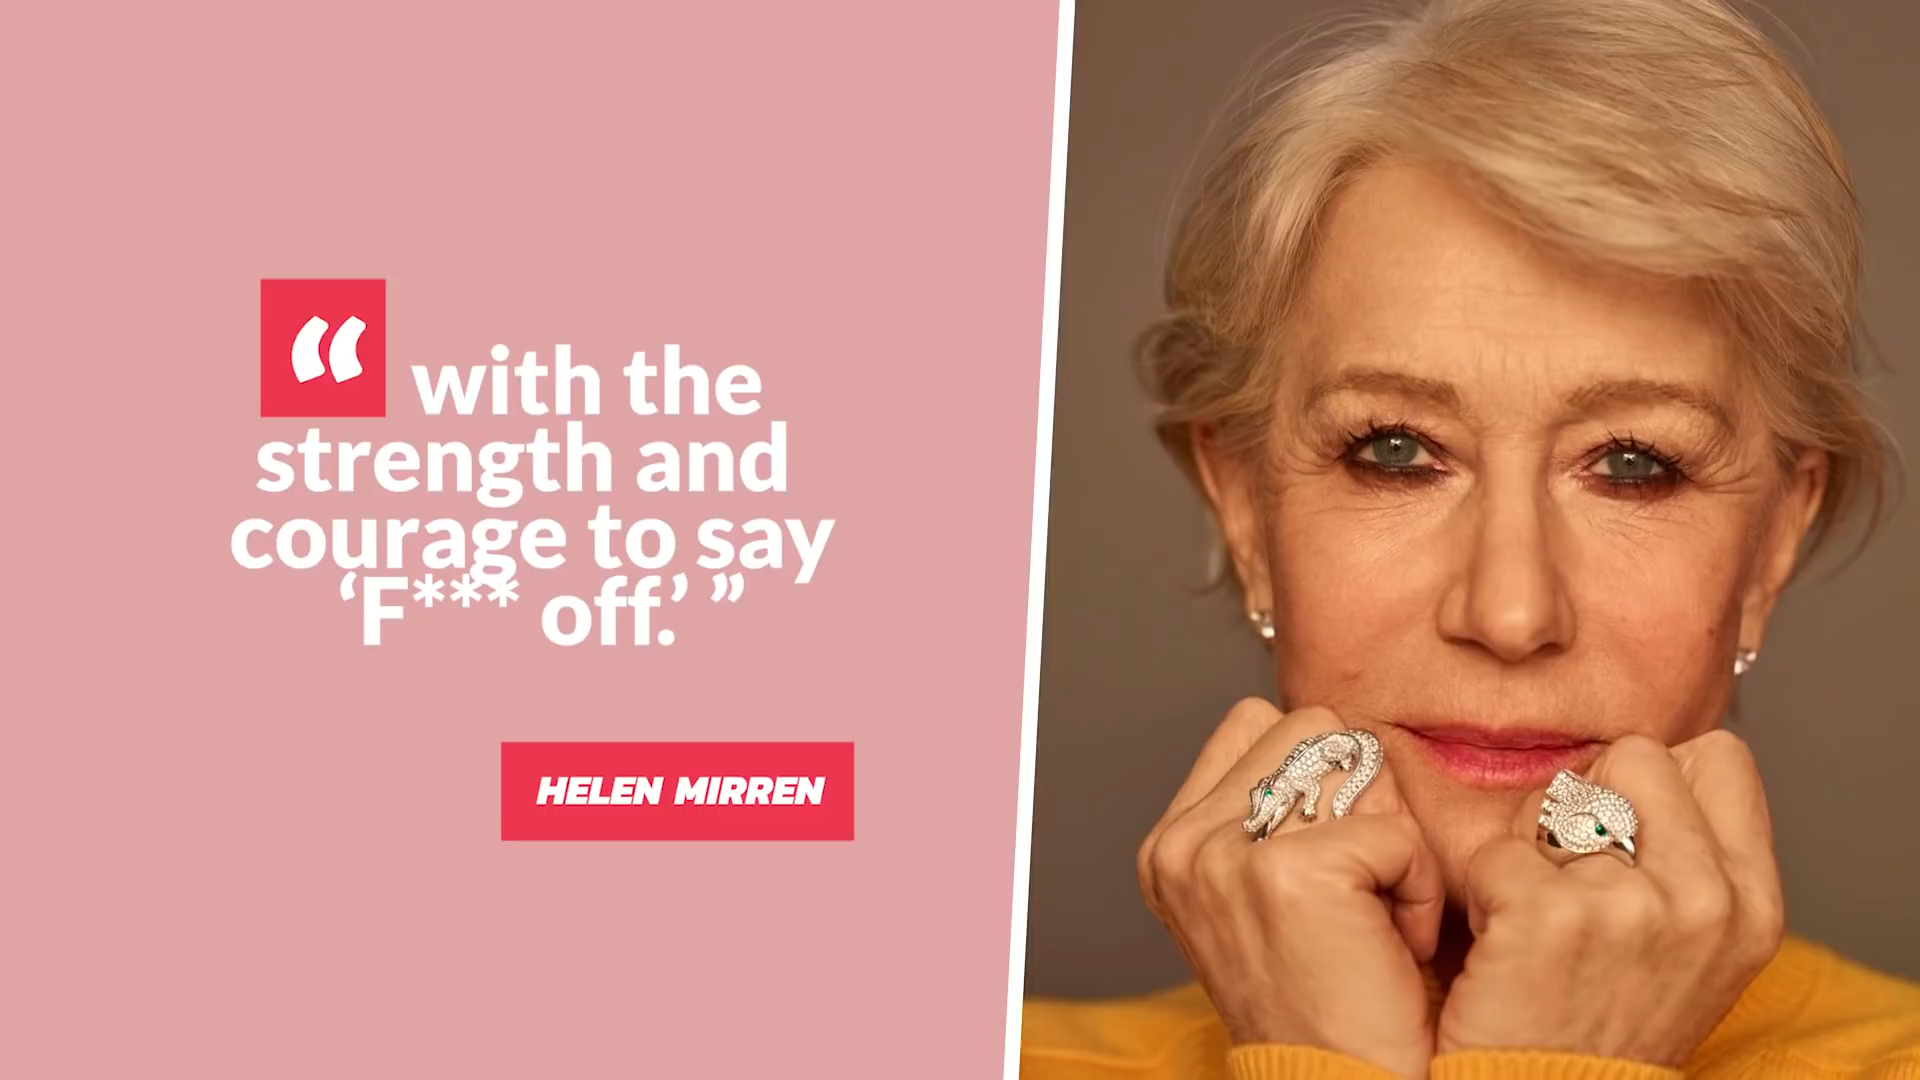 “ with the
strength and
courage to say
‘F*** off.’ ”
HELEN MIRREN